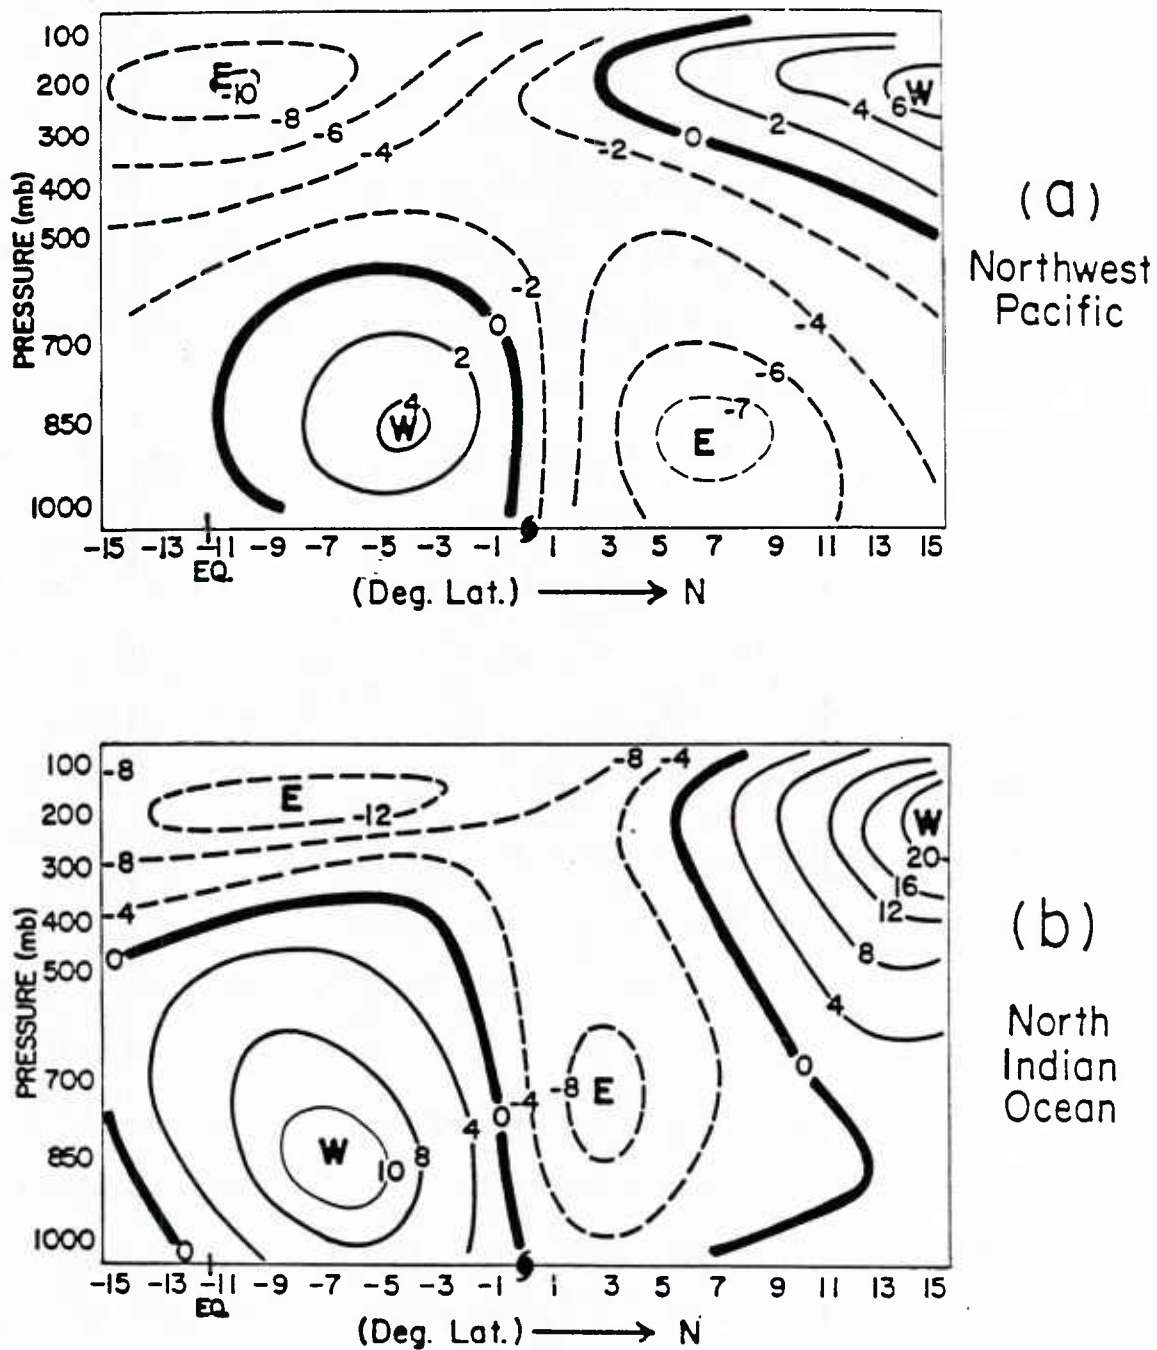 100
200
300
400
500
700
850
1000
PRESSURE (mb)
E
-10
-8
-6
-4
-2
0
2
4
6
W
-2
0
2
4
W
-4
-6
-7
E
-15 -13 -11 -9 -7 -5 -3 -1 1 3 5 7 9 11 13 15
EQ.
(Deg. Lat.) → N
(a)
Northwest
Pacific
100
200
300
400
500
700
850
1000
PRESSURE (mb)
-8
E
-12
-8
-4
-8
-4
0
W
20
16
12
8
4
0
0
-4
-8
E
4
8
10
W
0
-15 -13 -11 -9 -7 -5 -3 -1 1 3 5 7 9 11 13 15
EQ.
(Deg. Lat.) → N
(b)
North
Indian
Ocean